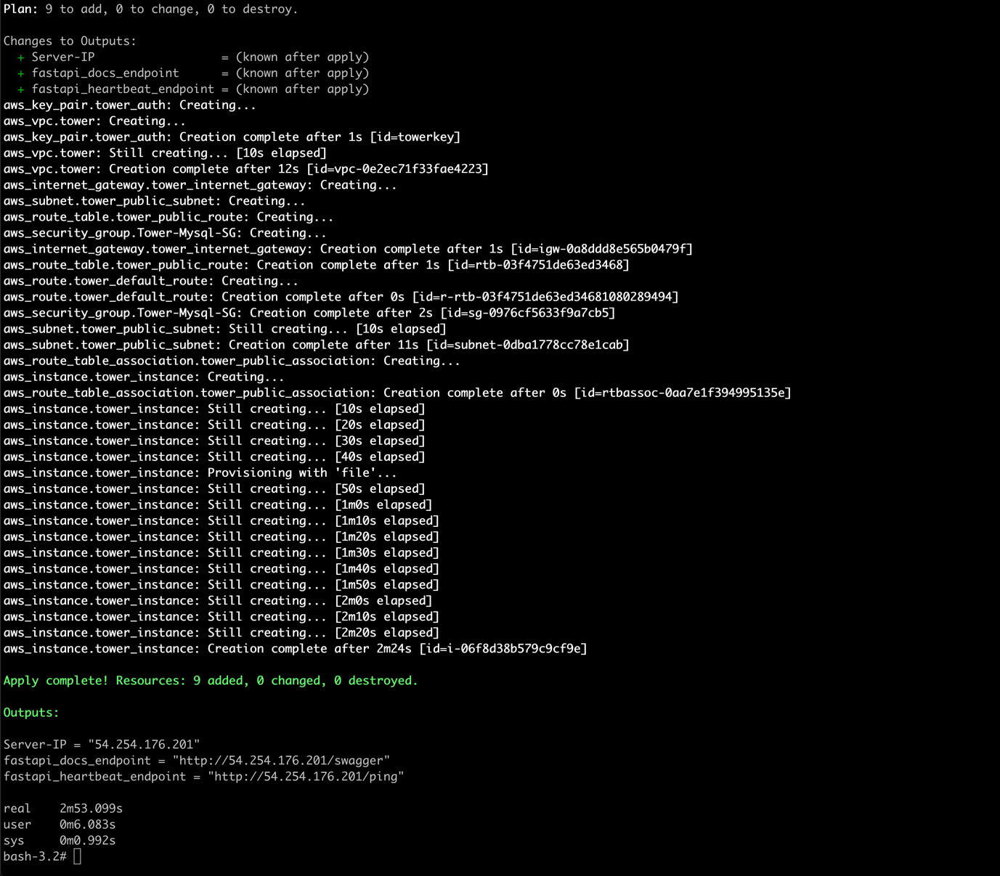 Plan: 9 to add, 0 to change, 0 to destroy.
Changes to Outputs:
+ Server-IP = (known after apply)
+ fastapi_docs_endpoint = (known after apply)
+ fastapi_heartbeat_endpoint = (known after apply)
aws_key_pair.tower_auth: Creating...
aws_vpc.tower: Creating...
aws_key_pair.tower_auth: Creation complete after 1s [id=towerkey]
aws_vpc.tower: Still creating... [10s elapsed]
aws_vpc.tower: Creation complete after 12s [id=vpc-0e2ec71f33fae4223]
aws_internet_gateway.tower_internet_gateway: Creating...
aws_subnet.tower_public_subnet: Creating...
aws_route_table.tower_public_route: Creating...
aws_security_group.Tower-Mysql-SG: Creating...
aws_internet_gateway.tower_internet_gateway: Creation complete after 1s [id=igw-0a8ddd8e565b0479f]
aws_route_table.tower_public_route: Creation complete after 1s [id=rtb-03f4751de63ed3468]
aws_route.tower_default_route: Creating...
aws_route.tower_default_route: Creation complete after 0s [id=r-rtb-03f4751de63ed34681080289494]
aws_security_group.Tower-Mysql-SG: Creation complete after 2s [id=sg-0976cf5633f9a7cb5]
aws_subnet.tower_public_subnet: Still creating... [10s elapsed]
aws_subnet.tower_public_subnet: Creation complete after 11s [id=subnet-0dba1778cc78e1cab]
aws_route_table_association.tower_public_association: Creating...
aws_instance.tower_instance: Creating...
aws_route_table_association.tower_public_association: Creation complete after 0s [id=rtbassoc-0aa7e1f394995135e]
aws_instance.tower_instance: Still creating... [10s elapsed]
aws_instance.tower_instance: Still creating... [20s elapsed]
aws_instance.tower_instance: Still creating... [30s elapsed]
aws_instance.tower_instance: Still creating... [40s elapsed]
aws_instance.tower_instance: Provisioning with 'file'...
aws_instance.tower_instance: Still creating... [50s elapsed]
aws_instance.tower_instance: Still creating... [1m0s elapsed]
aws_instance.tower_instance: Still creating... [1m10s elapsed]
aws_instance.tower_instance: Still creating... [1m20s elapsed]
aws_instance.tower_instance: Still creating... [1m30s elapsed]
aws_instance.tower_instance: Still creating... [1m40s elapsed]
aws_instance.tower_instance: Still creating... [1m50s elapsed]
aws_instance.tower_instance: Still creating... [2m0s elapsed]
aws_instance.tower_instance: Still creating... [2m10s elapsed]
aws_instance.tower_instance: Still creating... [2m20s elapsed]
aws_instance.tower_instance: Creation complete after 2m24s [id=i-06f8d38b579c9cf9e]
Apply complete! Resources: 9 added, 0 changed, 0 destroyed.
Outputs:
Server-IP = "54.254.176.201"
fastapi_docs_endpoint = "http://54.254.176.201/swagger"
fastapi_heartbeat_endpoint = "http://54.254.176.201/ping"
real 2m53.099s
user 0m6.083s
sys 0m0.992s
bash-3.2#